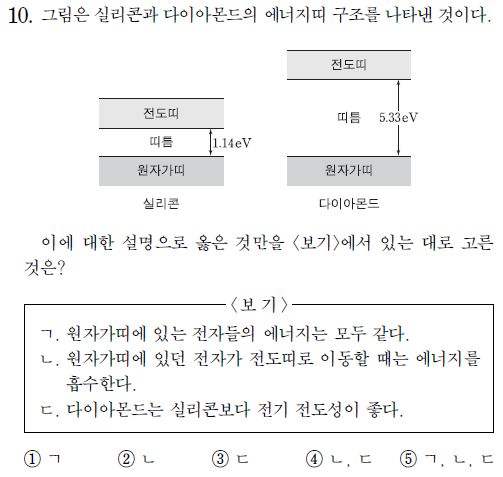 10. 그림은 실리콘과 다이아몬드의 에너지띠 구조를 나타낸 것이다.
전도띠
전도띠
띠틈 1.14eV
띠틈 5.33eV
원자가띠
원자가띠
실리콘
다이아몬드
이에 대한 설명으로 옳은 것만을 〈보기〉에서 있는 대로 고른
것은?
〈보 기〉
ㄱ. 원자가띠에 있는 전자들의 에너지는 모두 같다.
ㄴ. 원자가띠에 있던 전자가 전도띠로 이동할 때는 에너지를
흡수한다.
ㄷ. 다이아몬드는 실리콘보다 전기 전도성이 좋다.
① ㄱ ② ㄴ ③ ㄷ ④ ㄴ, ㄷ ⑤ ㄱ, ㄴ, ㄷ